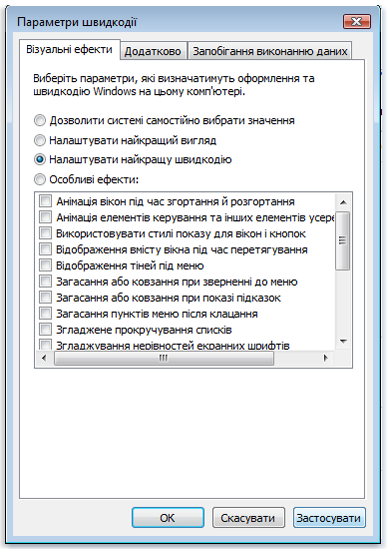 Параметри швидкодії
Візуальні ефекти
Додатково
Запобігання виконанню даних
Виберіть параметри, які визначатимуть оформлення та
швидкодію Windows на цьому комп'ютері.
Дозволити системі самостійно вибрати значення
Налаштувати найкращий вигляд
Налаштувати найкращу швидкодію
Особливі ефекти:
Анімація вікон під час згортання й розгортання
Анімація елементів керування та інших елементів усере
Використовувати стилі показу для вікон і кнопок
Відображення вмісту вікна під час перетягування
Відображення тіней під меню
Загасання або ковзання при зверненні до меню
Загасання або ковзання при показі підказок
Загасання пунктів меню після клацання
Згладжене прокручування списків
Згладжування нерівностей екранних шрифтів
ОК
Скасувати
Застосувати